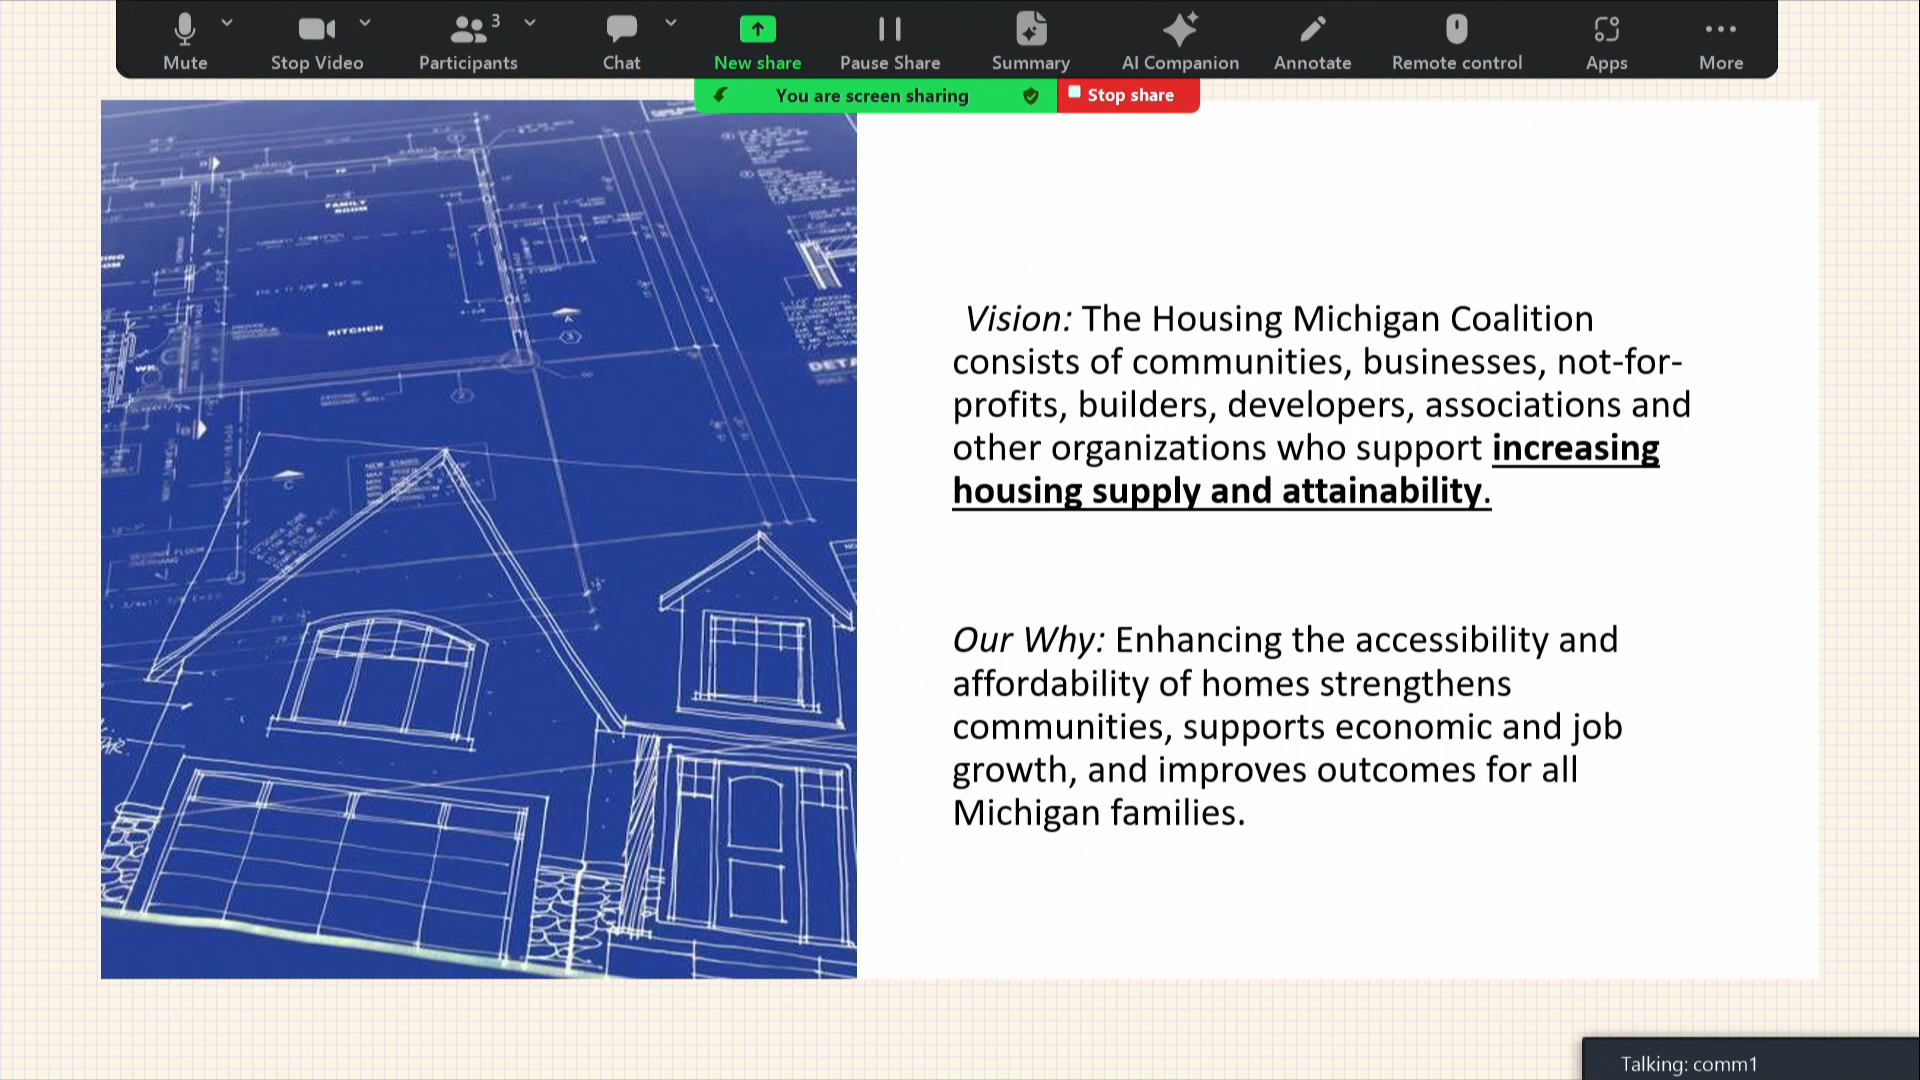 Mute
Stop Video
Participants
3
Chat
New share
Pause Share
Summary
AI Companion
Annotate
Remote control
Apps
More
You are screen sharing
Stop share
FAMILY
ROOM
KITCHEN
Vision: The Housing Michigan Coalition
consists of communities, businesses, not-for-
profits, builders, developers, associations and
other organizations who support increasing
housing supply and attainability.
Our Why: Enhancing the accessibility and
affordability of homes strengthens
communities, supports economic and job
growth, and improves outcomes for all
Michigan families.
Talking: comm1